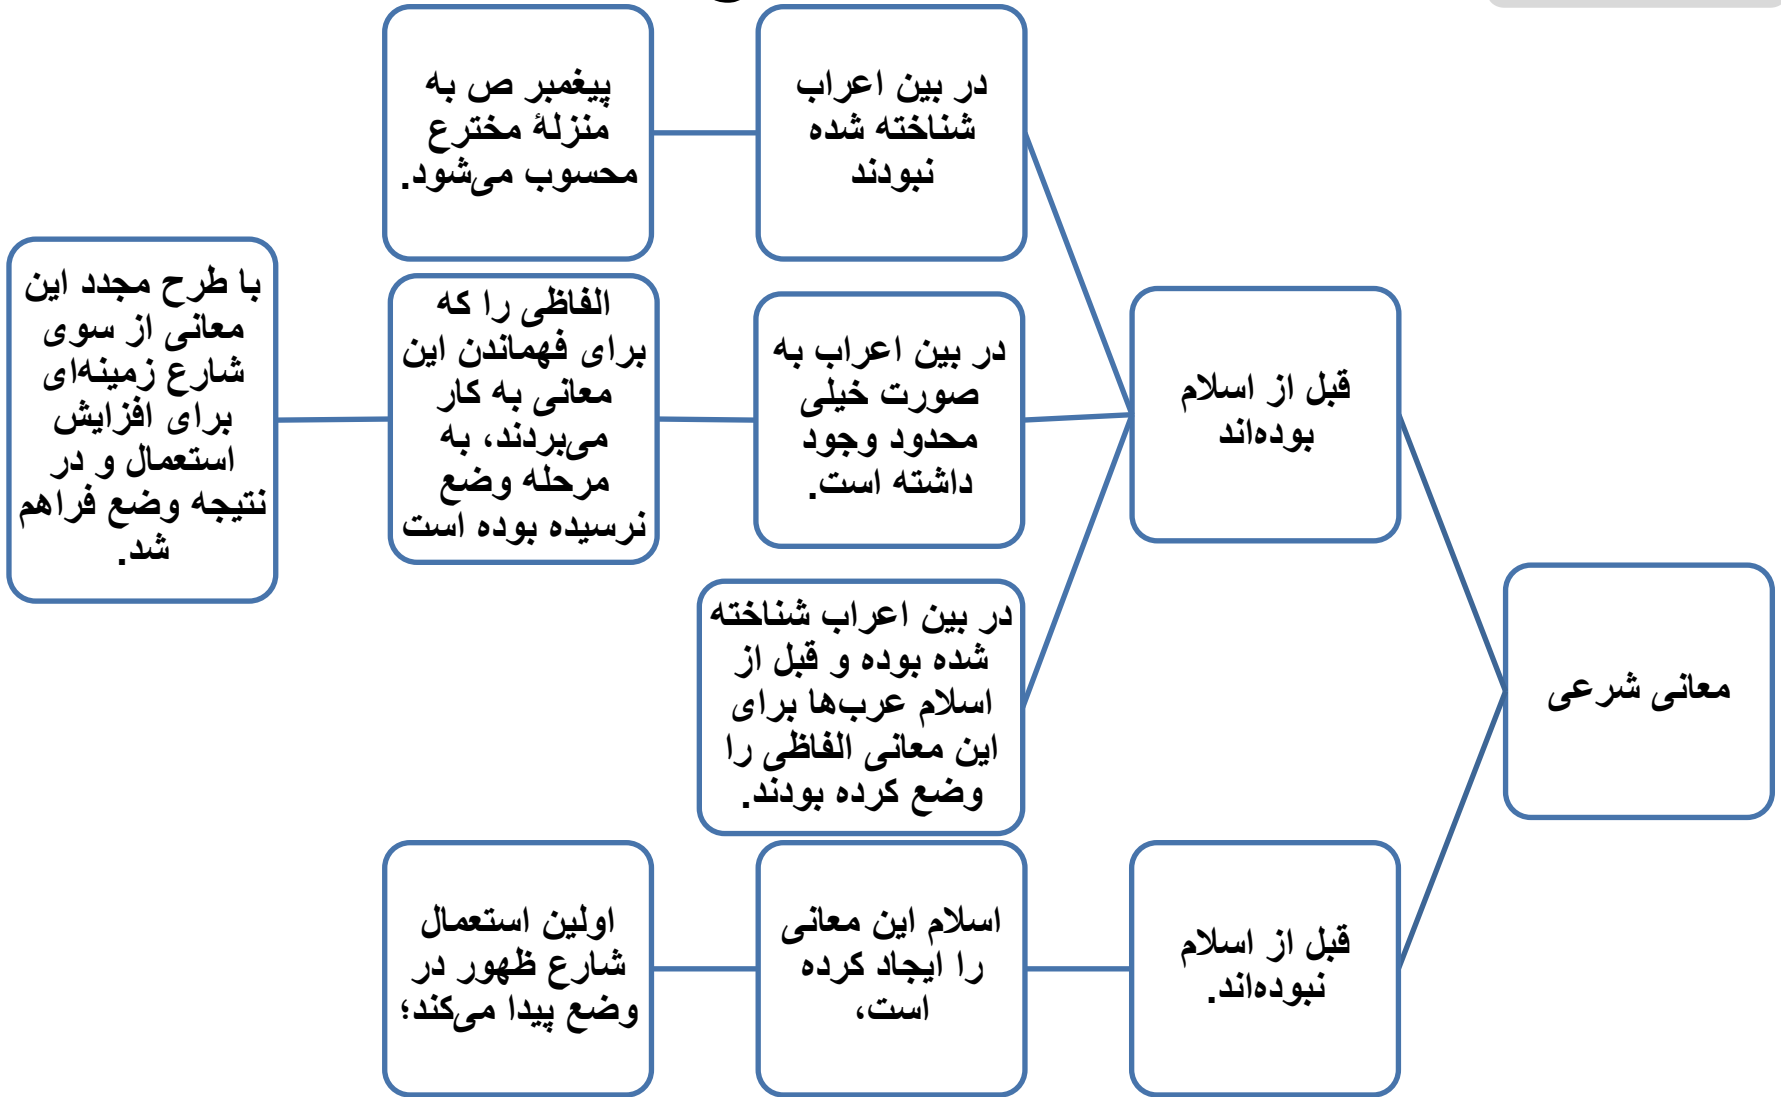 معانی شرعی
قبل از اسلام
بوده‌اند
در بین اعراب
شناخته شده
نبودند
پیغمبر ص به
منزلهٔ مخترع
محسوب می‌شود.
در بین اعراب به
صورت خیلی
محدود وجود
داشته است.
الفاظی را که
برای فهماندن این
معانی به کار
می‌بردند، به
مرحله وضع
نرسیده بوده است
با طرح مجدد این
معانی از سوی
شارع زمینه‌ای
برای افزایش
استعمال و در
نتیجه وضع فراهم
شد.
در بین اعراب شناخته
شده بوده و قبل از
اسلام عرب‌ها برای
این معانی الفاظی را
وضع کرده بودند.
قبل از اسلام
نبوده‌اند.
اسلام این معانی
را ایجاد کرده
است،
اولین استعمال
شارع ظهور در
وضع پیدا می‌کند؛